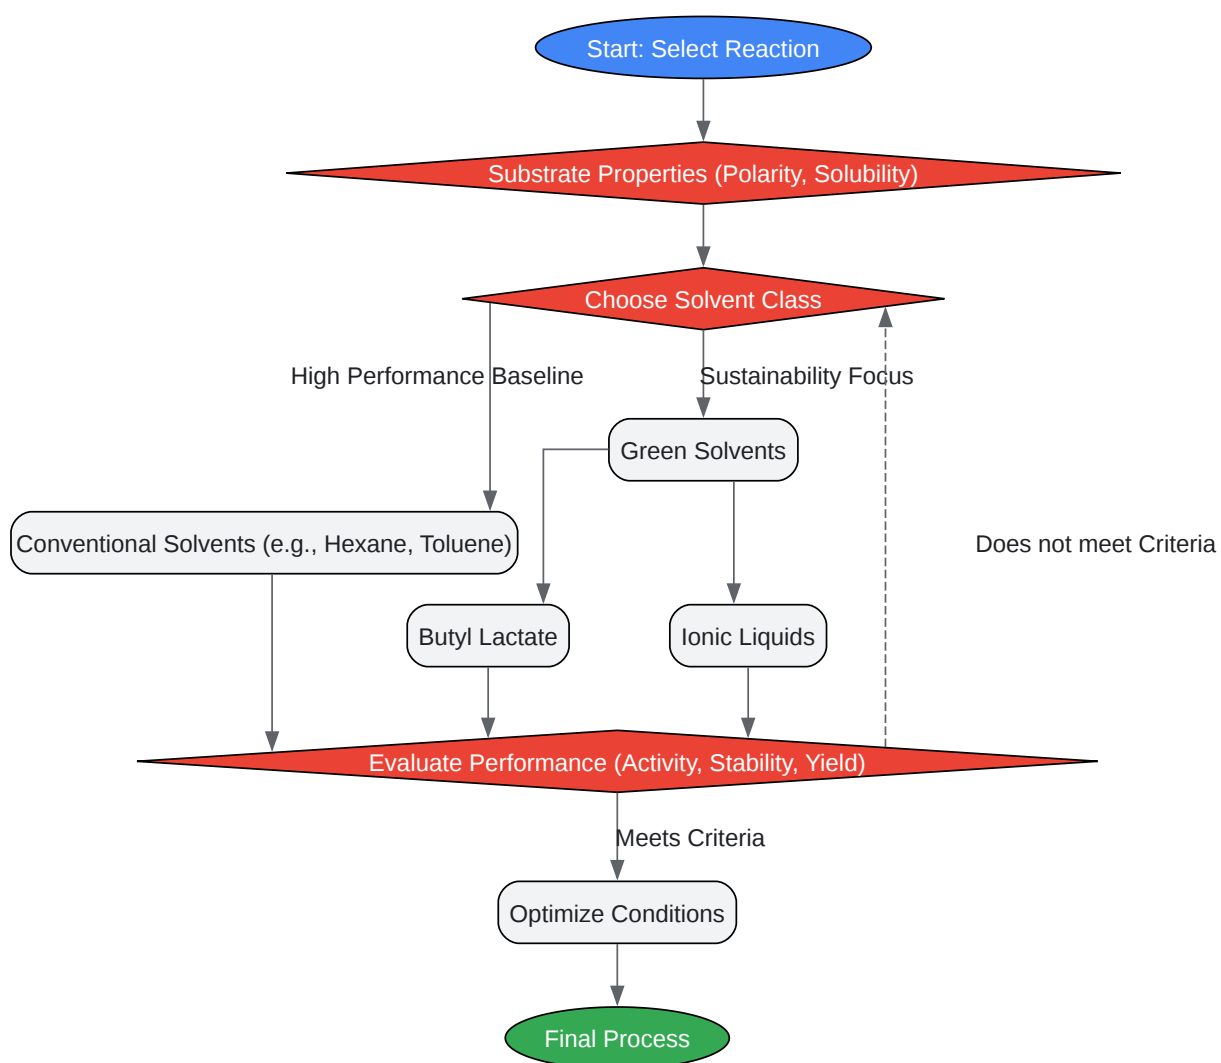 Start: Select Reaction
Substrate Properties (Polarity, Solubility)
Choose Solvent Class
High Performance Baseline
Sustainability Focus
Green Solvents
Conventional Solvents (e.g., Hexane, Toluene)
Does not meet Criteria
Butyl Lactate
Ionic Liquids
Evaluate Performance (Activity, Stability, Yield)
Meets Criteria
Optimize Conditions
Final Process